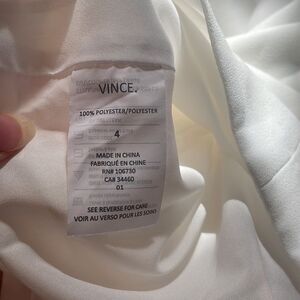 VINCE.
100% POLYESTER/POLYESTER
4
MADE IN CHINA
FABRIQUÉ EN CHINE
RN# 106730
CA# 34460
01
SEE REVERSE FOR CARE
VOIR AU VERSO POUR LES SOINS